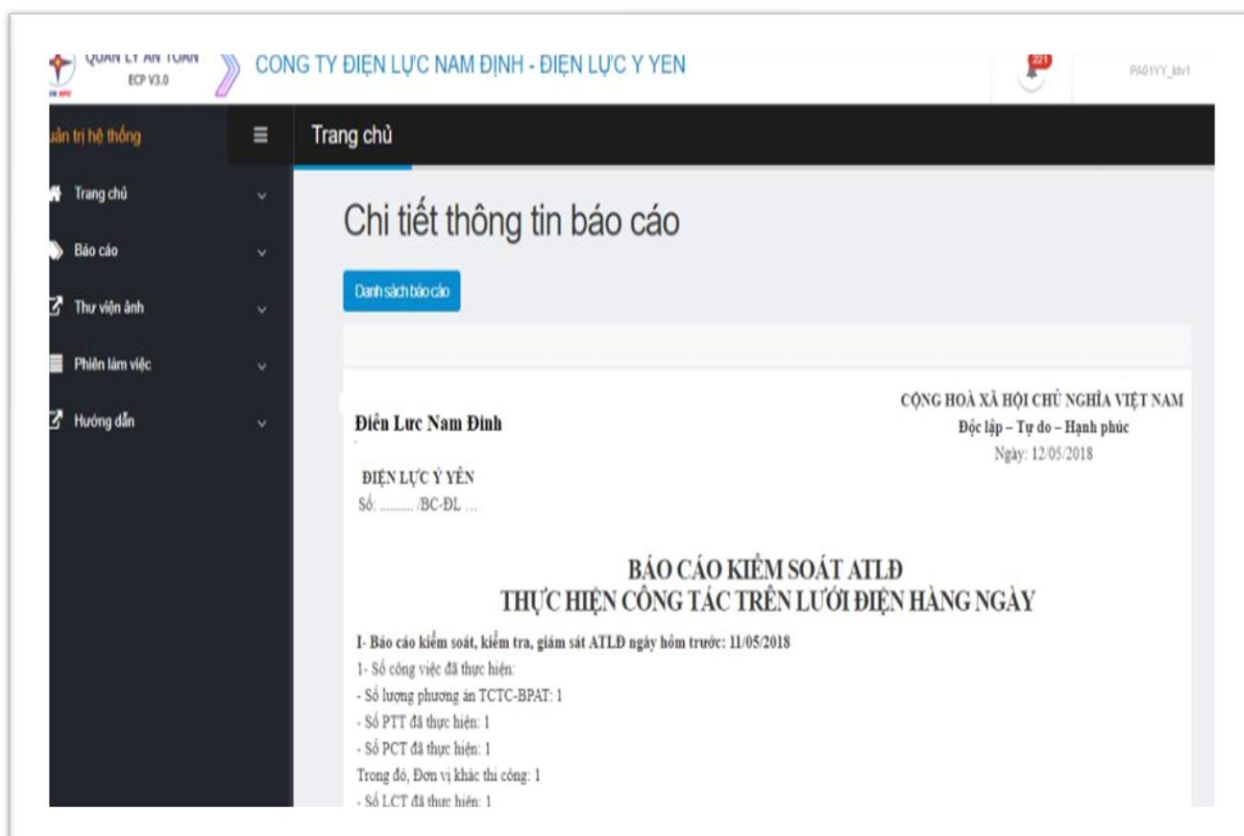 QUẢN LÝ AN TOÀN
ECP V3.0
CÔNG TY ĐIỆN LỰC NAM ĐỊNH - ĐIỆN LỰC Ý YÊN
221
PA01YY_ldv1
uản trị hệ thống
Trang chủ
Trang chủ
Báo cáo
Thư viện ảnh
Phiên làm việc
Hướng dẫn
Chi tiết thông tin báo cáo
Danh sách báo cáo
Điên Lưc Nam Đinh
CỘNG HOÀ XÃ HỘI CHỦ NGHĨA VIỆT NAM
Độc lập – Tự do – Hạnh phúc
Ngày: 12/05/2018
ĐIỆN LỰC Ý YÊN
Số: .......... /BC-ĐL ...
BÁO CÁO KIỂM SOÁT ATLĐ
THỰC HIỆN CÔNG TÁC TRÊN LƯỚI ĐIỆN HÀNG NGÀY
I- Báo cáo kiểm soát, kiểm tra, giám sát ATLĐ ngày hôm trước: 11/05/2018
1- Số công việc đã thực hiện:
- Số lượng phương án TCTC-BPAT: 1
- Số PTT đã thực hiện: 1
- Số PCT đã thực hiện: 1
Trong đó, Đơn vị khác thi công: 1
- Số LCT đã thực hiện: 1